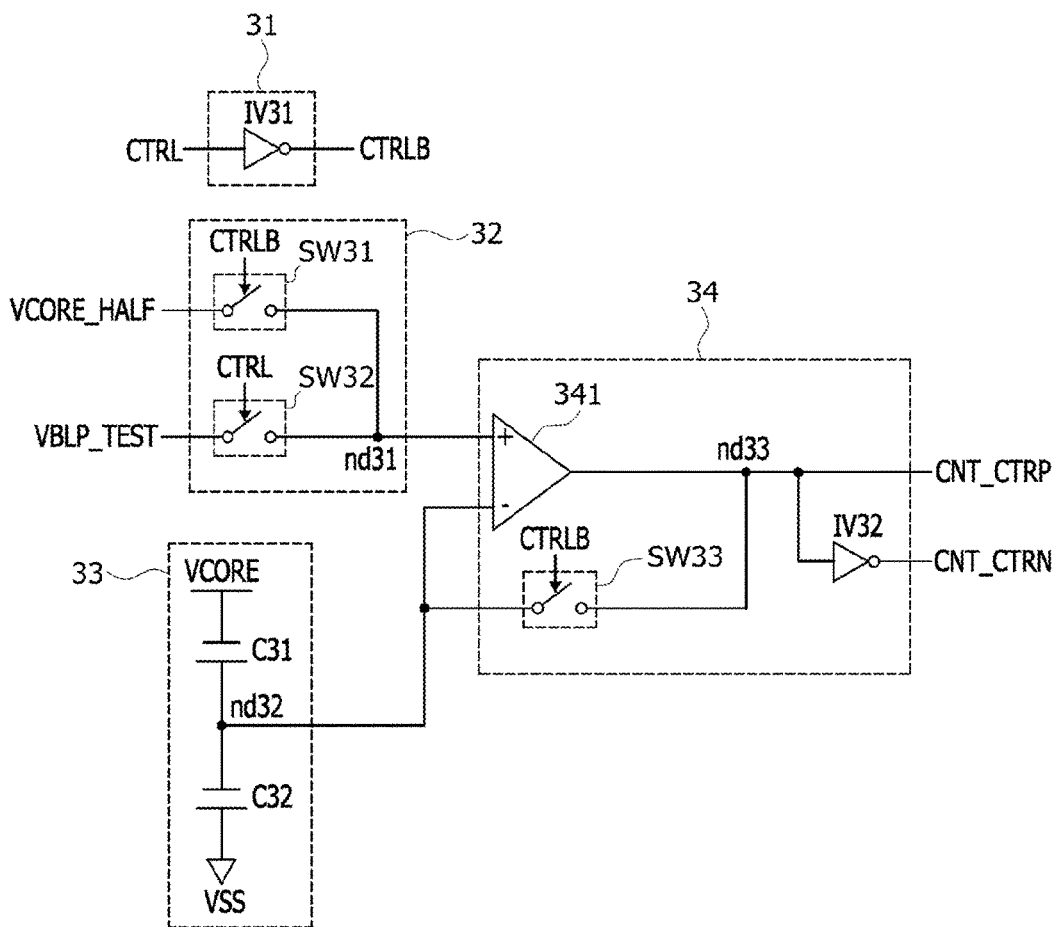 31
IV31
CTRL
CTRLB
32
CTRLB
SW31
VCORE_HALF
CTRL
SW32
VBLP_TEST
nd31
34
341
+
-
nd33
CNT_CTRP
IV32
CNT_CTRN
CTRLB
SW33
33
VCORE
C31
nd32
C32
VSS